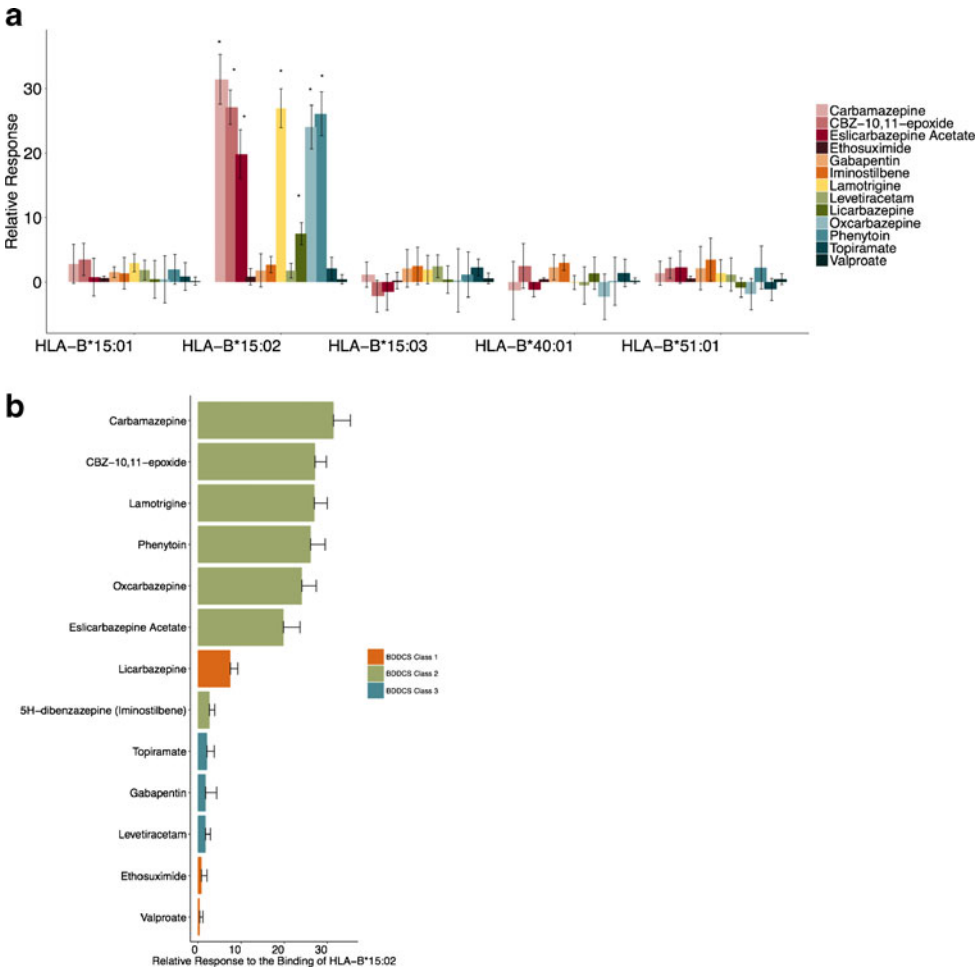 a
Relative Response
30
20
10
0
*
*
*
*
*
*
*
HLA-B*15:01
HLA-B*15:02
HLA-B*15:03
HLA-B*40:01
HLA-B*51:01
Carbamazepine
CBZ-10,11-epoxide
Eslicarbazepine Acetate
Ethosuximide
Gabapentin
Iminostilbene
Lamotrigine
Levetiracetam
Licarbazepine
Oxcarbazepine
Phenytoin
Topiramate
Valproate
b
Carbamazepine
CBZ-10,11-epoxide
Lamotrigine
Phenytoin
Oxcarbazepine
Eslicarbazepine Acetate
Licarbazepine
5H-dibenzazepine (Iminostilbene)
Topiramate
Gabapentin
Levetiracetam
Ethosuximide
Valproate
BDDCS Class 1
BDDCS Class 2
BDDCS Class 3
0 10 20 30
Relative Response to the Binding of HLA-B*15:02